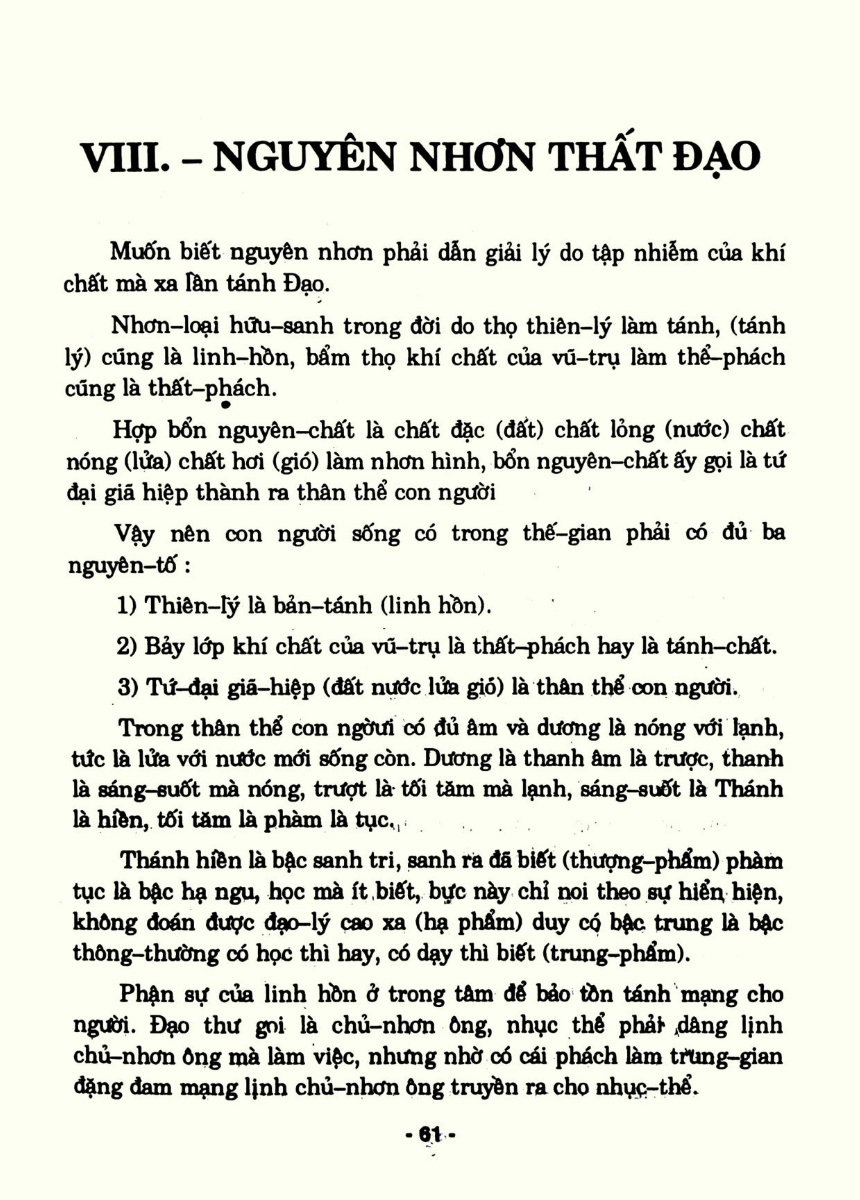 VIII. – NGUYÊN NHƠN THẤT ĐẠO
Muốn biết nguyên nhơn phải dẫn giải lý do tập nhiễm của khí
chất mà xa lần tánh Đạo.
Nhơn–loại hữu–sanh trong đời do thọ thiên–lý làm tánh, (tánh
lý) cũng là linh–hồn, bẩm thọ khí chất của vũ–trụ làm thể–phách
cũng là thất–phách.
Hợp bổn nguyên–chất là chất đặc (đất) chất lỏng (nước) chất
nóng (lửa) chất hơi (gió) làm nhơn hình, bổn nguyên–chất ấy gọi là tứ
đại giã hiệp thành ra thân thể con người
Vậy nên con người sống có trong thế–gian phải có đủ ba
nguyên–tố :
1) Thiên–lý là bản–tánh (linh hồn).
2) Bảy lớp khí chất của vũ–trụ là thất–phách hay là tánh–chất.
3) Tứ–đại giã–hiệp (đất nước lửa gió) là thân thể con người.
Trong thân thể con ngờưi có đủ âm và dương là nóng với lạnh,
tức là lửa với nước mới sống còn. Dương là thanh âm là trược, thanh
là sáng–suốt mà nóng, trượt là tối tăm mà lạnh, sáng–suốt là Thánh
là hiền, tối tăm là phàm là tục.
Thánh hiền là bậc sanh tri, sanh ra đã biết (thượng–phẩm) phàm
tục là bậc hạ ngu, học mà ít biết, bực này chỉ noi theo sự hiển hiện,
không đoán được đạo–lý cao xa (hạ phẩm) duy có bậc trung là bậc
thông–thường có học thì hay, có dạy thì biết (trung–phẩm).
Phận sự của linh hồn ở trong tâm để bảo tồn tánh mạng cho
người. Đạo thư gọi là chủ–nhơn ông, nhục thể phải dâng lịnh
chủ–nhơn ông mà làm việc, nhưng nhờ có cái phách làm trung–gian
đặng đam mạng lịnh chủ–nhơn ông truyền ra cho nhục–thể.
- 61 -